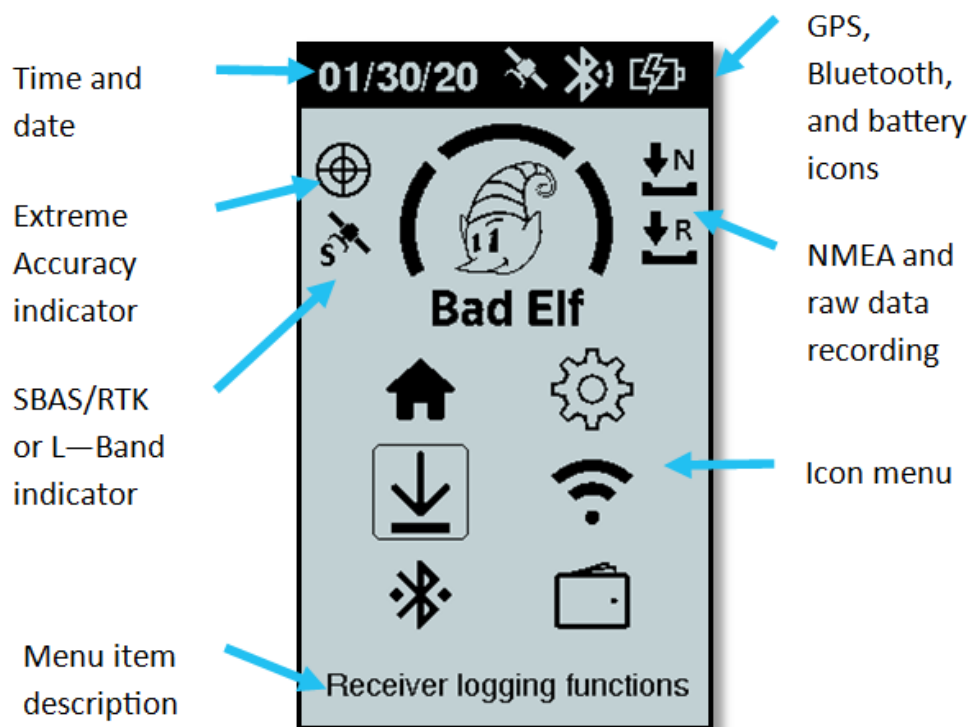 Time and
date
Extreme
Accuracy
indicator
SBAS/RTK
or L—Band
indicator
Menu item
description
01/30/20
N
R
S
Bad Elf
Receiver logging functions
GPS,
Bluetooth,
and battery
icons
NMEA and
raw data
recording
Icon menu